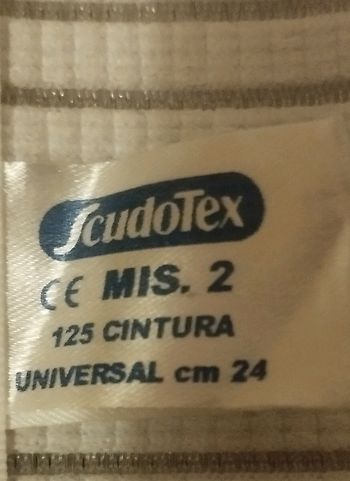 ScudoTex
CE MIS. 2
125 CINTURA
UNIVERSAL cm 24